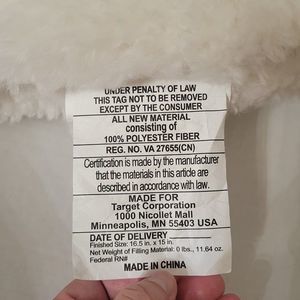 UNDER PENALTY OF LAW
THIS TAG NOT TO BE REMOVED
EXCEPT BY THE CONSUMER
ALL NEW MATERIAL
consisting of
100% POLYESTER FIBER
REG. NO. VA 27655(CN)
Certification is made by the manufacturer
that the materials in this article are
described in accordance with law.
MADE FOR
Target Corporation
1000 Nicollet Mall
Minneapolis, MN 55403 USA
DATE OF DELIVERY
Finished Size: 16.5 in. x 15 in.
Net Weight of Filling Material: 0 lbs., 11.64 oz.
Federal RN#
MADE IN CHINA